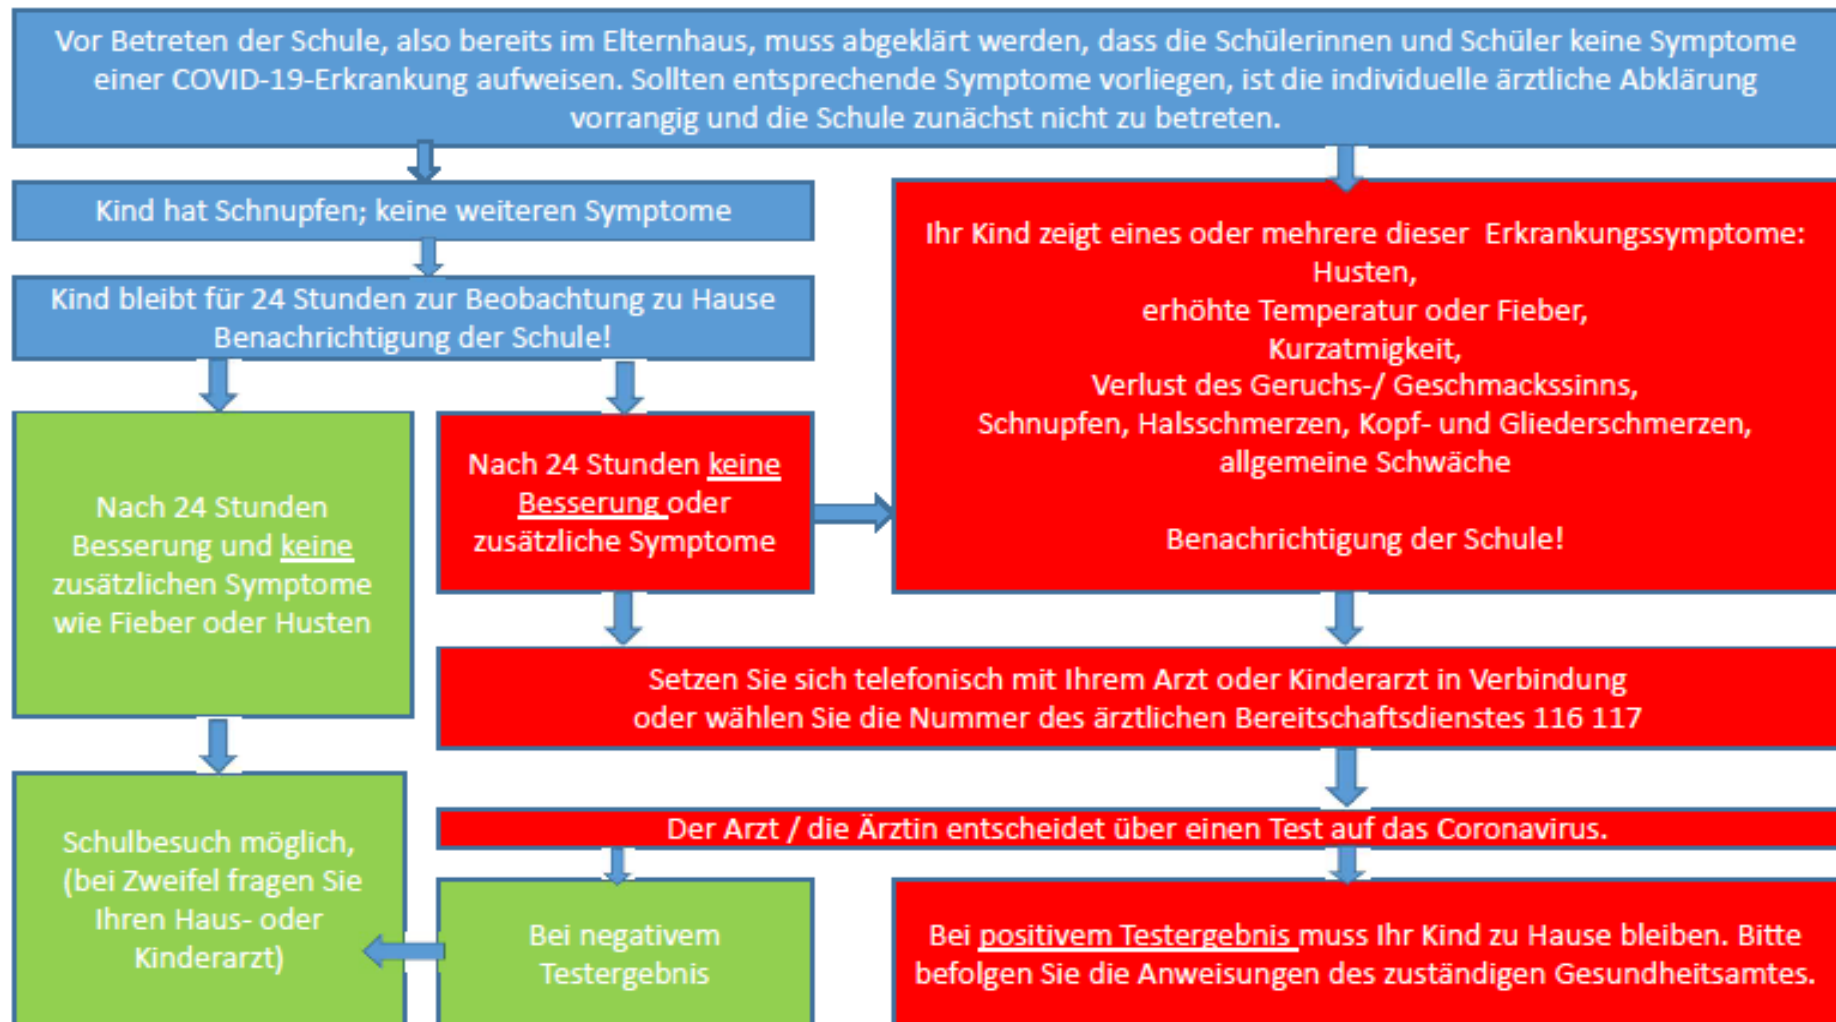 Vor Betreten der Schule, also bereits im Elternhaus, muss abgeklärt werden, dass die Schülerinnen und Schüler keine Symptome
einer COVID-19-Erkrankung aufweisen. Sollten entsprechende Symptome vorliegen, ist die individuelle ärztliche Abklärung
vorrangig und die Schule zunächst nicht zu betreten.
Kind hat Schnupfen; keine weiteren Symptome
Kind bleibt für 24 Stunden zur Beobachtung zu Hause
Benachrichtigung der Schule!
Nach 24 Stunden
Besserung und keine
zusätzlichen Symptome
wie Fieber oder Husten
Nach 24 Stunden keine
Besserung oder
zusätzliche Symptome
Ihr Kind zeigt eines oder mehrere dieser Erkrankungssymptome:
Husten,
erhöhte Temperatur oder Fieber,
Kurzatmigkeit,
Verlust des Geruchs-/ Geschmackssinns,
Schnupfen, Halsschmerzen, Kopf- und Gliederschmerzen,
allgemeine Schwäche
Benachrichtigung der Schule!
Setzen Sie sich telefonisch mit Ihrem Arzt oder Kinderarzt in Verbindung
oder wählen Sie die Nummer des ärztlichen Bereitschaftsdienstes 116 117
Der Arzt / die Ärztin entscheidet über einen Test auf das Coronavirus.
Schulbesuch möglich,
(bei Zweifel fragen Sie
Ihren Haus- oder
Kinderarzt)
Bei negativem
Testergebnis
Bei positivem Testergebnis muss Ihr Kind zu Hause bleiben. Bitte
befolgen Sie die Anweisungen des zuständigen Gesundheitsamtes.